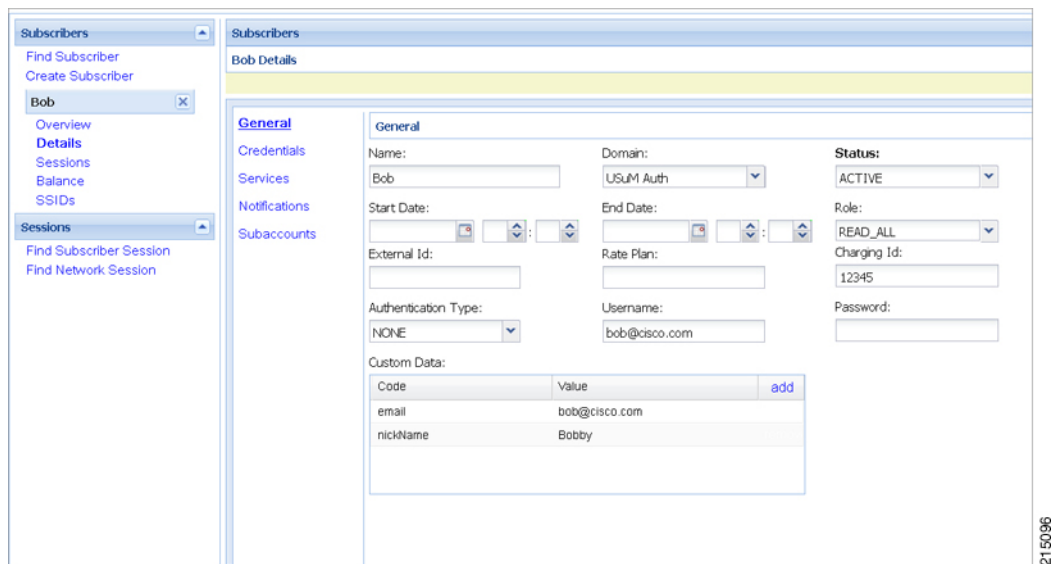 Subscribers
Find Subscriber
Create Subscriber
Bob
Overview
Details
Sessions
Balance
SSIDs
Sessions
Find Subscriber Session
Find Network Session
Subscribers
Bob Details
General
Credentials
Services
Notifications
Subaccounts
General
Name: Domain: Status:
Bob USuM Auth ACTIVE
Start Date: End Date: Role:
: : READ_ALL
External Id: Rate Plan: Charging Id:
12345
Authentication Type: Username: Password:
NONE bob@cisco.com
Custom Data:
Code Value add
email bob@cisco.com
nickName Bobby
215096